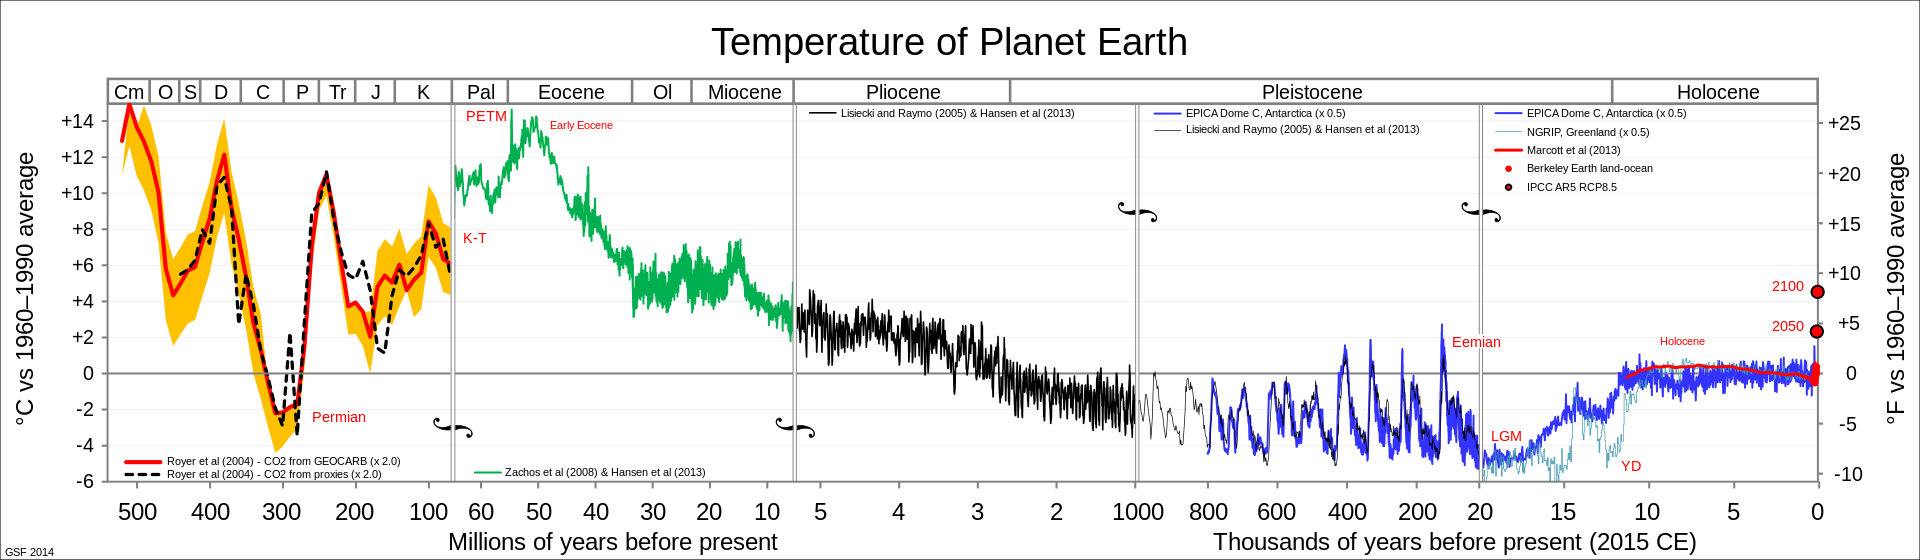 Temperature of Planet Earth
Cm O S D C P Tr J K Pal Eocene Ol Miocene Pliocene Pleistocene Holocene
°C vs 1960–1990 average
+14
+12
+10
+8
+6
+4
+2
0
-2
-4
-6
PETM
Early Eocene
K-T
Permian
Royer et al (2004) - CO2 from GEOCARB (x 2.0)
Royer et al (2004) - CO2 from proxies (x 2.0)
Zachos et al (2008) & Hansen et al (2013)
Lisiecki and Raymo (2005) & Hansen et al (2013)
EPICA Dome C, Antarctica (x 0.5)
Lisiecki and Raymo (2005) & Hansen et al (2013)
Eemian
EPICA Dome C, Antarctica (x 0.5)
NGRIP, Greenland (x 0.5)
Marcott et al (2013)
Berkeley Earth land-ocean
IPCC AR5 RCP8.5
2100
2050
Holocene
LGM
YD
+25
+20
+15
+10
+5
0
-5
-10
°F vs 1960–1990 average
500 400 300 200 100 60 50 40 30 20 10 5 4 3 2 1000 800 600 400 200 20 15 10 5 0
Millions of years before present
Thousands of years before present (2015 CE)
GSF 2014